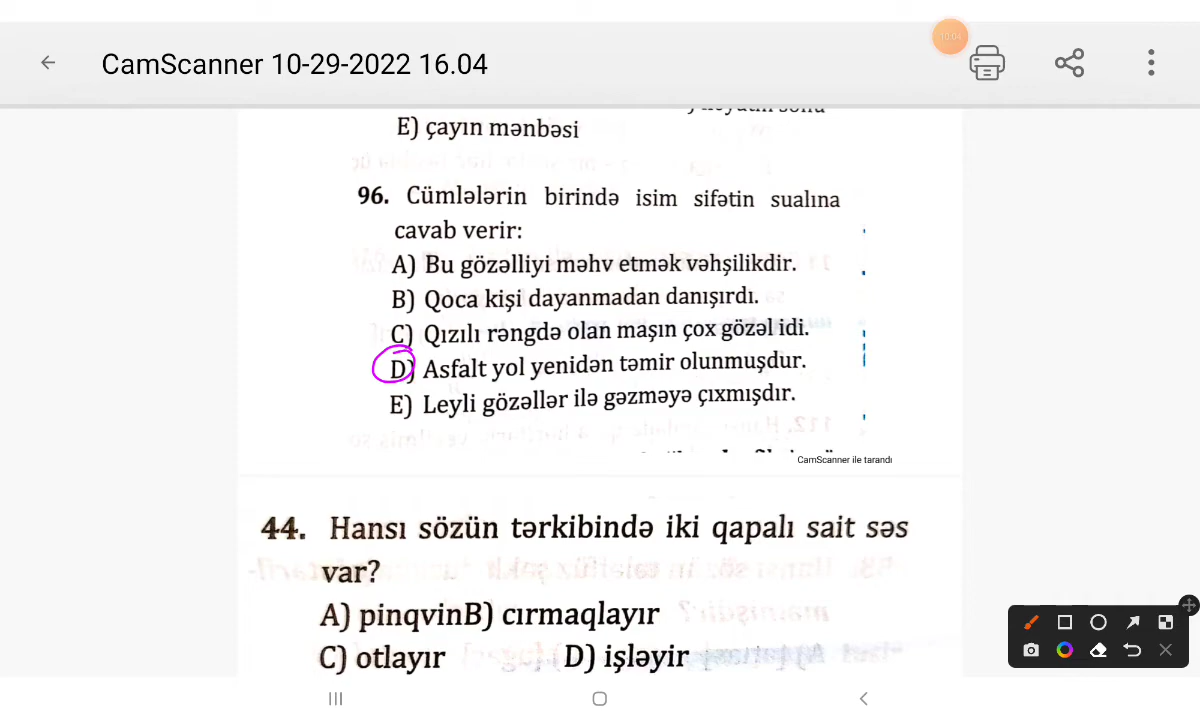 10:04
CamScanner 10-29-2022 16.04
E) çayın mənbəsi
96. Cümlələrin birində isim sifətin sualına
cavab verir:
A) Bu gözəlliyi məhv etmək vəhşilikdir.
B) Qoca kişi dayanmadan danışırdı.
C) Qızılı rəngdə olan maşın çox gözəl idi.
D) Asfalt yol yenidən təmir olunmuşdur.
E) Leyli gözəllər ilə gəzməyə çıxmışdır.
CamScanner ile tarandı
44. Hansı sözün tərkibində iki qapalı sait səs
var?
A) pinqvinB) cırmaqlayır
C) otlayır D) işləyir